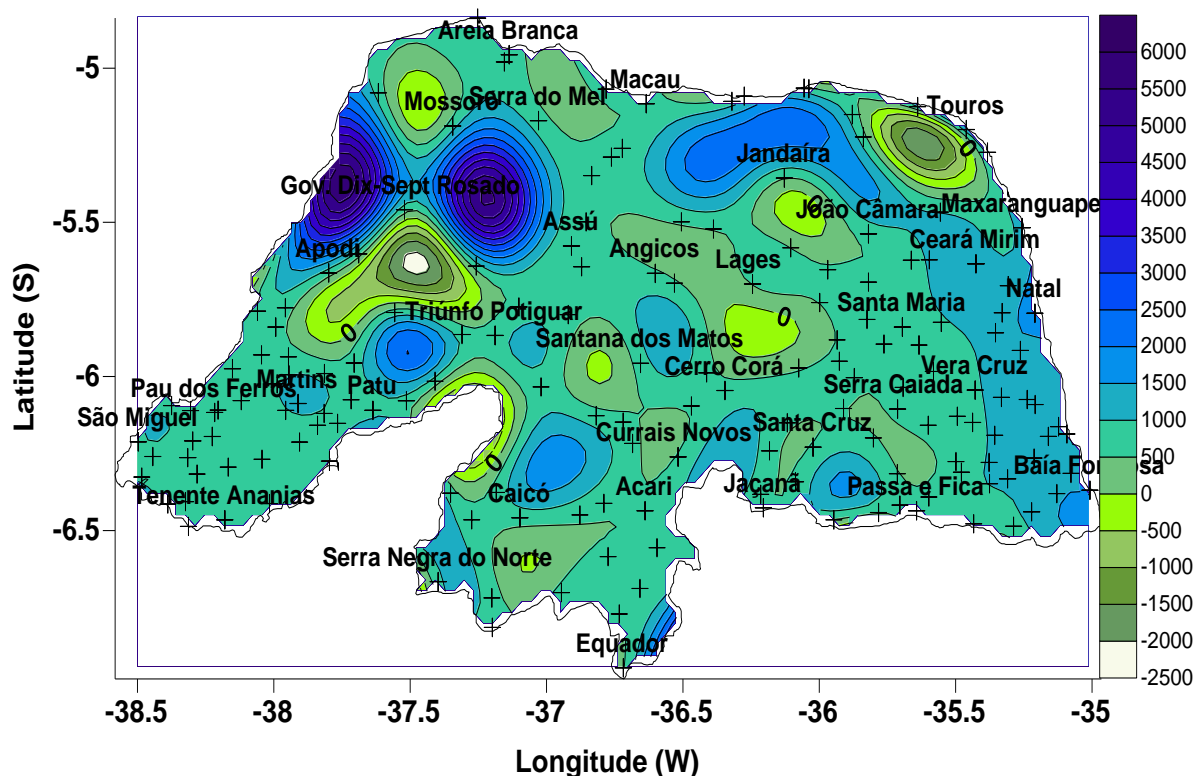 Areia Branca
Macau
Mossoró
Serra do Mel
Touros
Jandaíra
Gov. Dix-Sept Rosado
João Câmara
Maxaranguape
Assú
Apodi
Angicos
Lages
Ceará Mirim
Natal
Santa Maria
Triúnfo Potiguar
Santana dos Matos
Cerro Corá
Vera Cruz
Pau dos Ferros
Martins
Patu
Serra Caiada
São Miguel
Currais Novos
Santa Cruz
Baía Formosa
Tenente Ananias
Caicó
Acari
Jaçanã
Passa e Fica
Serra Negra do Norte
Equador
0
0
0
0
0
-5
-5.5
-6
-6.5
Latitude (S)
-38.5 -38 -37.5 -37 -36.5 -36 -35.5 -35
Longitude (W)
6000
5500
5000
4500
4000
3500
3000
2500
2000
1500
1000
500
0
-500
-1000
-1500
-2000
-2500